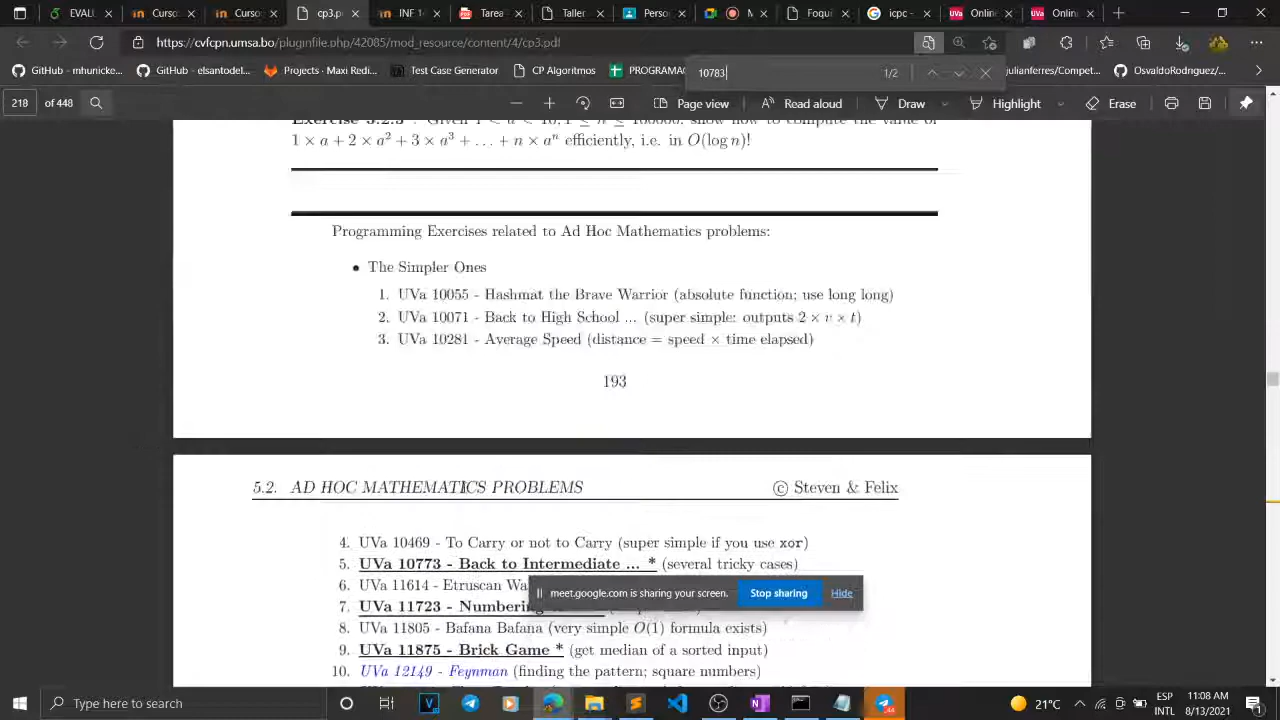 EVALU
Curso
cp3.p
INF 14
Tarea
Taller
Person
M
Foqui
icpc -
Onlin
Onlin
https://cvfcpn.umsa.bo/pluginfile.php/42085/mod_resource/content/4/cp3.pdf
GitHub - mhunicke...
GitHub - elsantodel...
Projects · Maxi Redi...
Test Case Generator
CP Algoritmos
PROGRAMA
10783
1/2
julianferres/Compet...
OsvaldoRodriguez/...
218 of 448
Page view
Read aloud
Draw
Highlight
Erase
1 × a + 2 × a² + 3 × a³ + . . . + n × aⁿ efficiently, i.e. in O(log n)!
Programming Exercises related to Ad Hoc Mathematics problems:
• The Simpler Ones
1. UVa 10055 - Hashmat the Brave Warrior (absolute function; use long long)
2. UVa 10071 - Back to High School ... (super simple: outputs 2 × v × t)
3. UVa 10281 - Average Speed (distance = speed × time elapsed)
193
5.2. AD HOC MATHEMATICS PROBLEMS © Steven & Felix
4. UVa 10469 - To Carry or not to Carry (super simple if you use xor)
5. UVa 10773 - Back to Intermediate ... * (several tricky cases)
6. UVa 11614 - Etruscan Wa
meet.google.com is sharing your screen. Stop sharing Hide
7. UVa 11723 - Numbering
8. UVa 11805 - Bafana Bafana (very simple O(1) formula exists)
9. UVa 11875 - Brick Game * (get median of a sorted input)
10. UVa 12149 - Feynman (finding the pattern; square numbers)
Type here to search
21°C
ESP
INTL
11:08 AM
8/13/2021